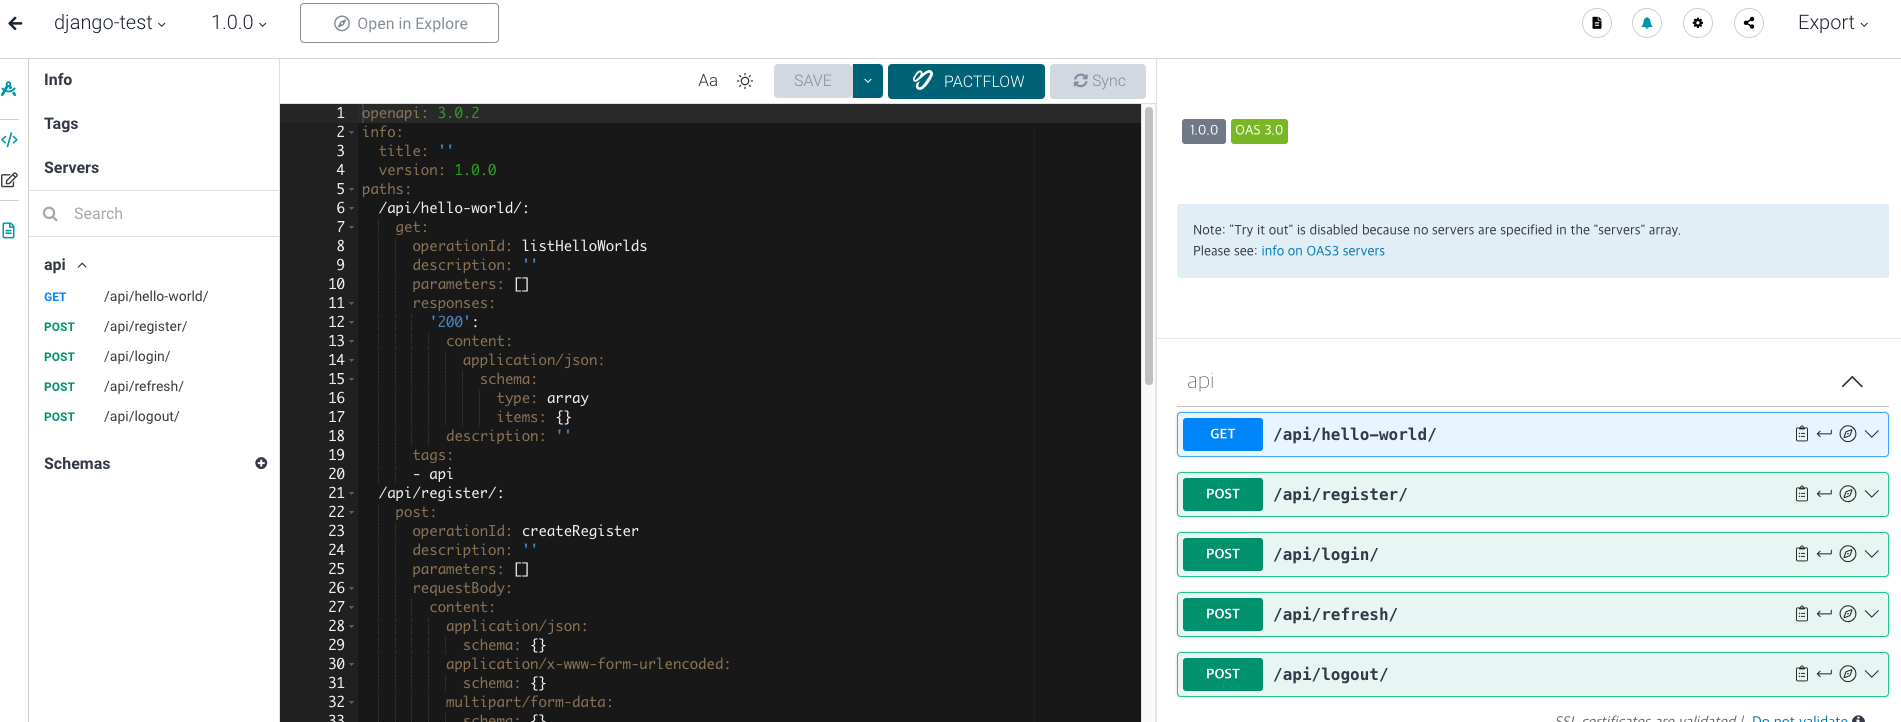 django-test
1.0.0
Open in Explore
Export
Info
Tags
Servers
Search
api
GET /api/hello-world/
POST /api/register/
POST /api/login/
POST /api/refresh/
POST /api/logout/
Schemas
Aa
SAVE
PACTFLOW
Sync
1 openapi: 3.0.2
2 info:
3 title: ''
4 version: 1.0.0
5 paths:
6 /api/hello-world/:
7 get:
8 operationId: listHelloWorlds
9 description: ''
10 parameters: []
11 responses:
12 '200':
13 content:
14 application/json:
15 schema:
16 type: array
17 items: {}
18 description: ''
19 tags:
20 - api
21 /api/register/:
22 post:
23 operationId: createRegister
24 description: ''
25 parameters: []
26 requestBody:
27 content:
28 application/json:
29 schema: {}
30 application/x-www-form-urlencoded:
31 schema: {}
32 multipart/form-data:
33 schema: {}
1.0.0 OAS 3.0
Note: "Try it out" is disabled because no servers are specified in the "servers" array.
Please see: info on OAS3 servers
api
GET /api/hello-world/
POST /api/register/
POST /api/login/
POST /api/refresh/
POST /api/logout/
SSL certificates are validated | Do not validate